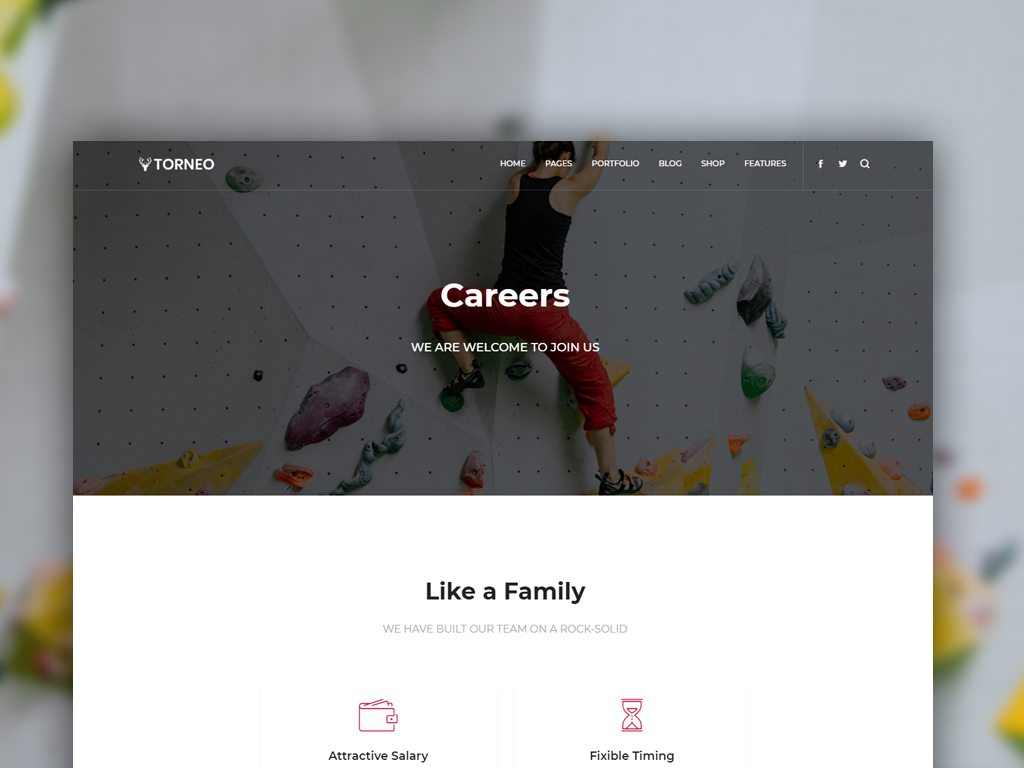 TORNEO
HOME PAGES PORTFOLIO BLOG SHOP FEATURES
Careers
WE ARE WELCOME TO JOIN US
Like a Family
WE HAVE BUILT OUR TEAM ON A ROCK-SOLID
Attractive Salary
Fixible Timing